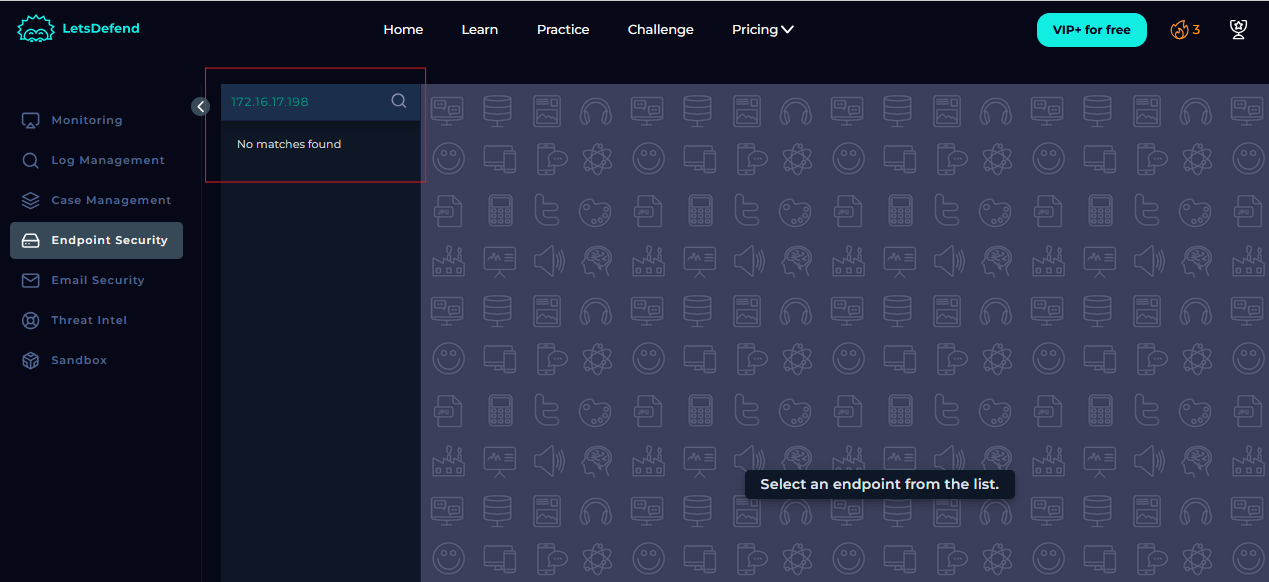 LetsDefend
Home Learn Practice Challenge Pricing
VIP+ for free
3
172.16.17.198
No matches found
Monitoring
Log Management
Case Management
Endpoint Security
Email Security
Threat Intel
Sandbox
Select an endpoint from the list.